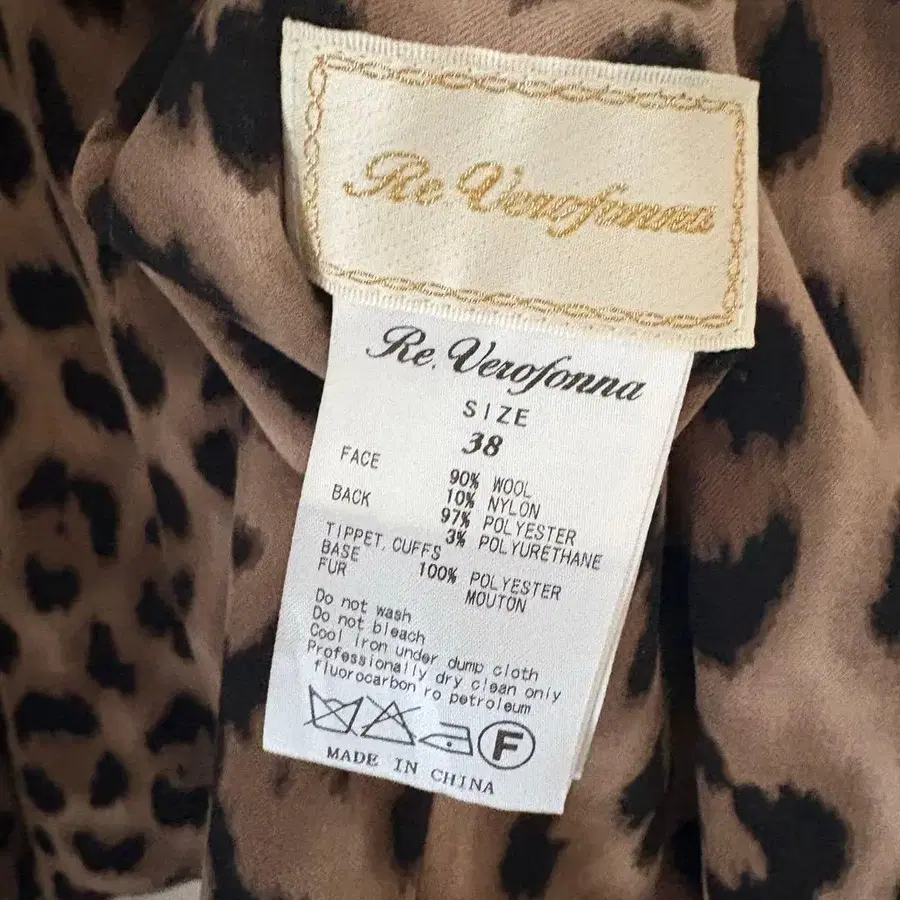 Re Verofonna
Re. Verofonna
SIZE
38
FACE 90% WOOL
10% NYLON
BACK 97% POLYESTER
3% POLYURETHANE
TIPPET, CUFFS
BASE 100% POLYESTER
FUR MOUTON
Do not wash
Do not bleach
Cool iron under dump cloth
Professionally dry clean only
fluorocarbon ro petroleum
F
MADE IN CHINA